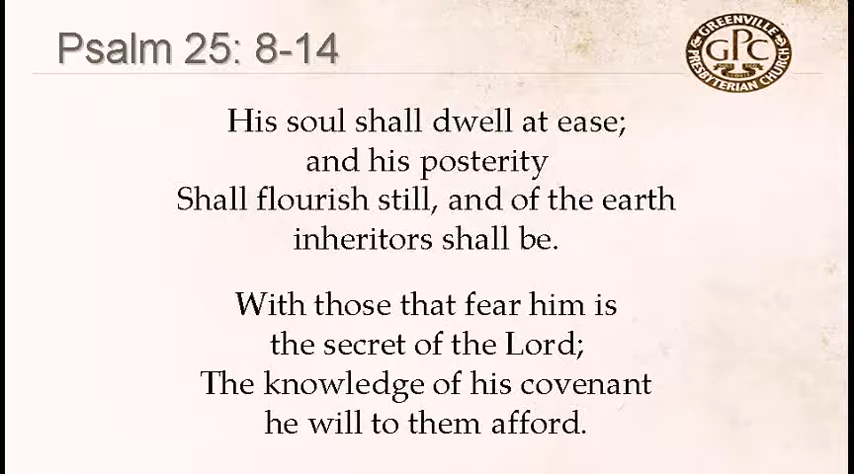 Psalm 25: 8-14
GREENVILLE
GPC
PRESBYTERIAN CHURCH
His soul shall dwell at ease;
and his posterity
Shall flourish still, and of the earth
inheritors shall be.
With those that fear him is
the secret of the Lord;
The knowledge of his covenant
he will to them afford.